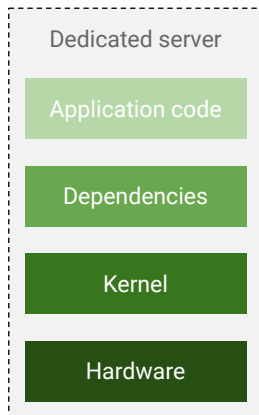 Dedicated server
Application code
Dependencies
Kernel
Hardware